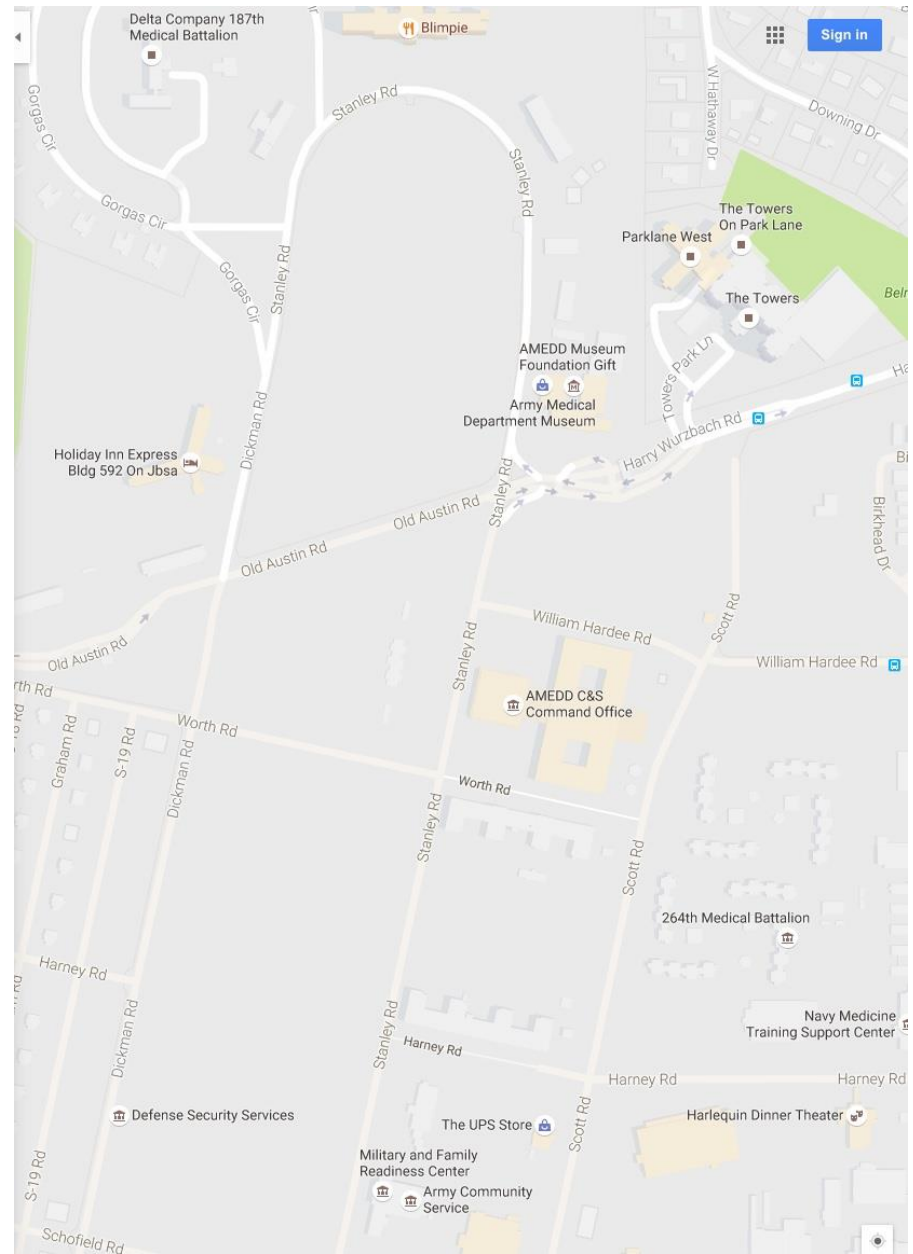 Delta Company 187th
Medical Battalion
Blimpie
Sign in
Gorgas Cir
Stanley Rd
W Hathaway Dr
Downing Dr
Stanley Rd
Gorgas Cir
The Towers
On Park Lane
Parklane West
Gorgas Cir
Stanley Rd
The Towers
AMEDD Museum
Foundation Gift
Army Medical
Department Museum
Towers Park Ln
Dickman Rd
Harry Wurzbach Rd
Holiday Inn Express
Bldg 592 On Jbsa
Stanley Rd
Old Austin Rd
Birkhead Dr
Old Austin Rd
William Hardee Rd
Scott Rd
Old Austin Rd
Stanley Rd
William Hardee Rd
rth Rd
AMEDD C&S
Command Office
Graham Rd
S-19 Rd
Worth Rd
Dickman Rd
Worth Rd
Stanley Rd
Scott Rd
264th Medical Battalion
Harney Rd
Navy Medicine
Training Support Center
Dickman Rd
Stanley Rd
Harney Rd
Harney Rd
Harney Rd
Defense Security Services
The UPS Store
Scott Rd
Harlequin Dinner Theater
Military and Family
Readiness Center
S-19 Rd
Army Community
Service
Schofield Rd